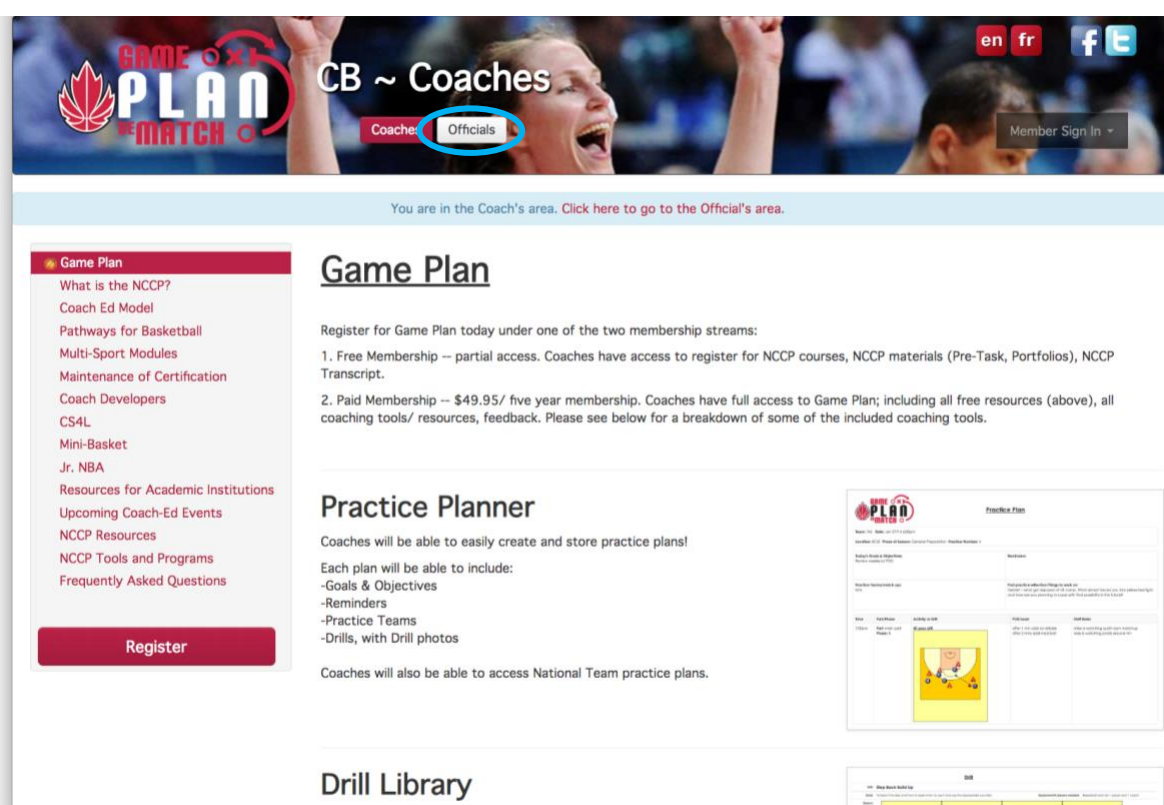 GAME
PLAN
DE MATCH
CB ~ Coaches
Coaches
Officials
en
fr
f
t
Member Sign In
You are in the Coach's area. Click here to go to the Official's area.
Game Plan
What is the NCCP?
Coach Ed Model
Pathways for Basketball
Multi-Sport Modules
Maintenance of Certification
Coach Developers
CS4L
Mini-Basket
Jr. NBA
Resources for Academic Institutions
Upcoming Coach-Ed Events
NCCP Resources
NCCP Tools and Programs
Frequently Asked Questions
Register
Game Plan
Register for Game Plan today under one of the two membership streams:
1. Free Membership -- partial access. Coaches have access to register for NCCP courses, NCCP materials (Pre-Task, Portfolios), NCCP
Transcript.
2. Paid Membership -- $49.95/ five year membership. Coaches have full access to Game Plan; including all free resources (above), all
coaching tools/ resources, feedback. Please see below for a breakdown of some of the included coaching tools.
Practice Planner
Coaches will be able to easily create and store practice plans!
Each plan will be able to include:
-Goals & Objectives
-Reminders
-Practice Teams
-Drills, with Drill photos
Coaches will also be able to access National Team practice plans.
GAME
PLAN
DE MATCH
Practice Plan
Drill Library
Drill
Step Back Build Up